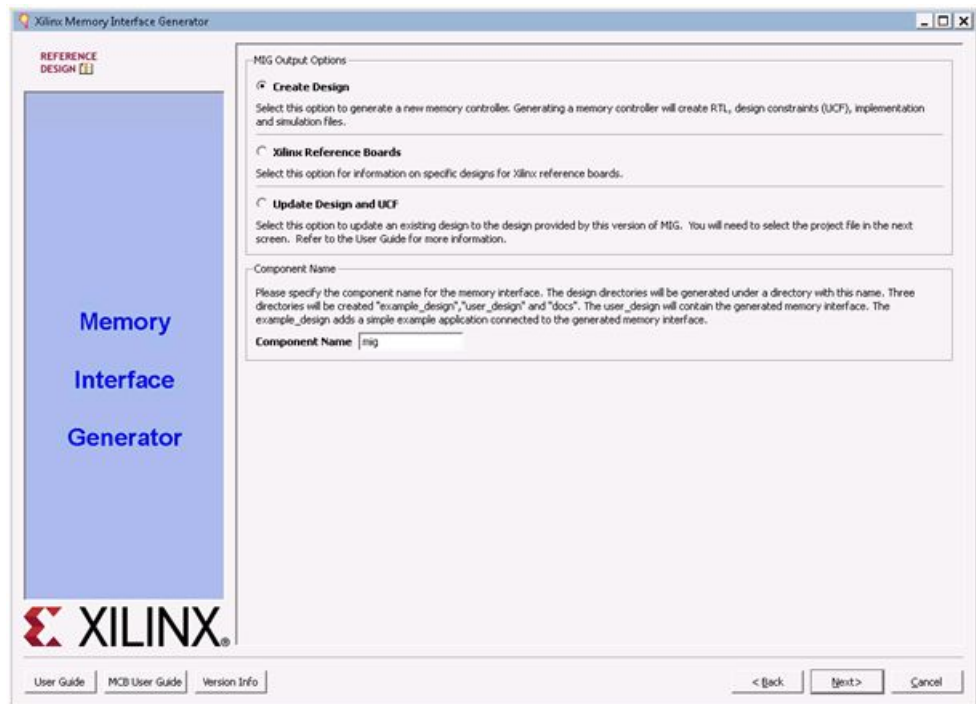 Xilinx Memory Interface Generator
REFERENCE
DESIGN
Memory
Interface
Generator
XILINX®
MIG Output Options
Create Design
Select this option to generate a new memory controller. Generating a memory controller will create RTL, design constraints (UCF), implementation
and simulation files.
Xilinx Reference Boards
Select this option for information on specific designs for Xilinx reference boards.
Update Design and UCF
Select this option to update an existing design to the design provided by this version of MIG. You will need to select the project file in the next
screen. Refer to the User Guide for more information.
Component Name
Please specify the component name for the memory interface. The design directories will be generated under a directory with this name. Three
directories will be created "example_design","user_design" and "docs". The user_design will contain the generated memory interface. The
example_design adds a simple example application connected to the generated memory interface.
Component Name mig
User Guide MCB User Guide Version Info < Back Next> Cancel